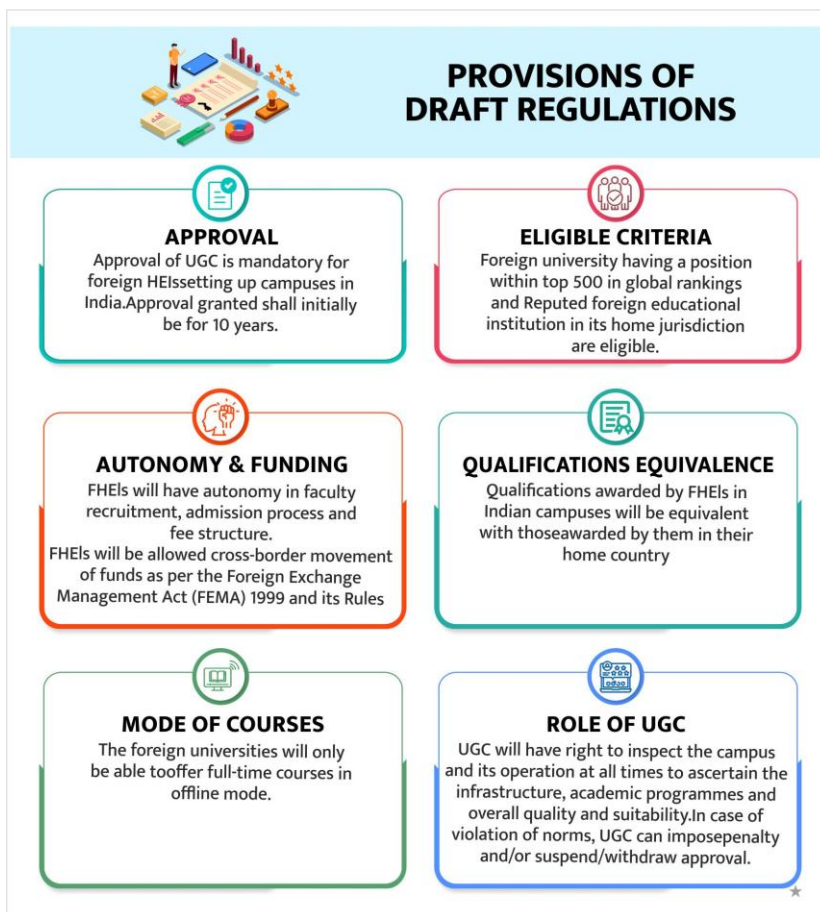 PROVISIONS OF
DRAFT REGULATIONS
APPROVAL
Approval of UGC is mandatory for
foreign HEIssetting up campuses in
India.Approval granted shall initially
be for 10 years.
ELIGIBLE CRITERIA
Foreign university having a position
within top 500 in global rankings
and Reputed foreign educational
institution in its home jurisdiction
are eligible.
AUTONOMY & FUNDING
FHEls will have autonomy in faculty
recruitment, admission process and
fee structure.
FHEls will be allowed cross-border movement
of funds as per the Foreign Exchange
Management Act (FEMA) 1999 and its Rules
QUALIFICATIONS EQUIVALENCE
Qualifications awarded by FHEls in
Indian campuses will be equivalent
with thoseawarded by them in their
home country
MODE OF COURSES
The foreign universities will only
be able tooffer full-time courses in
offline mode.
ROLE OF UGC
UGC will have right to inspect the campus
and its operation at all times to ascertain the
infrastructure, academic programmes and
overall quality and suitability.In case of
violation of norms, UGC can imposepenalty
and/or suspend/withdraw approval.